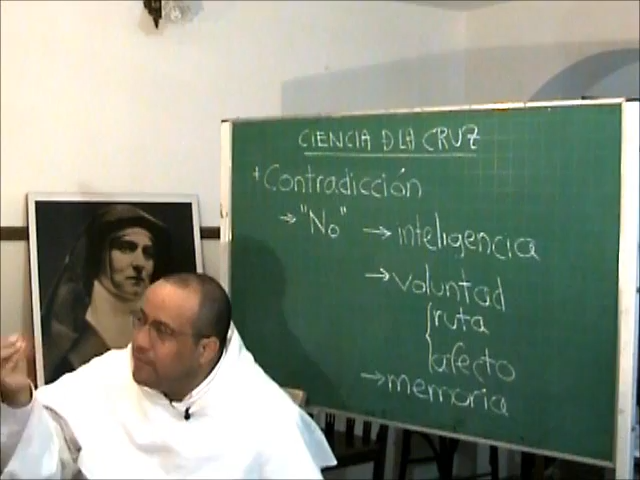 CIENCIA D LA CRUZ
+ Contradicción
→ "No" → inteligencia
→ voluntad
ruta
afecto
→ memoria